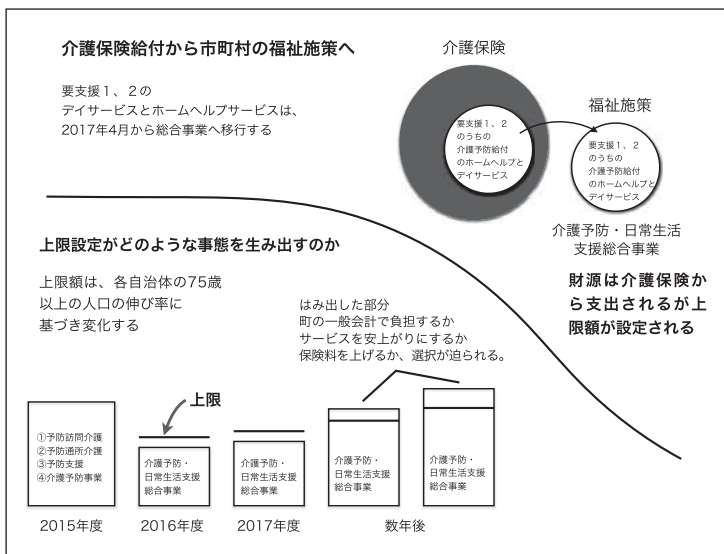 介護保険給付から市町村の福祉施策へ
要支援1、2の
デイサービスとホームヘルプサービスは、
2017年4月から総合事業へ移行する
介護保険
要支援1、2
のうちの
介護予防給付
のホームヘルプと
デイサービス
福祉施策
要支援1、2
のうちの
介護予防給付
のホームヘルプと
デイサービス
介護予防・日常生活
支援総合事業
財源は介護保険か
ら支出されるが上
限額が設定される
上限設定がどのような事態を生み出すのか
上限額は、各自治体の75歳
以上の人口の伸び率に
基づき変化する
はみ出した部分
町の一般会計で負担するか
サービスを安上がりにするか
保険料を上げるか、選択が迫られる。
上限
①予防訪問介護
②予防通所介護
③予防支援
④介護予防事業
2015年度
介護予防・
日常生活支援
総合事業
2016年度
介護予防・
日常生活支援
総合事業
2017年度
介護予防・
日常生活支援
総合事業
介護予防・
日常生活支援
総合事業
数年後